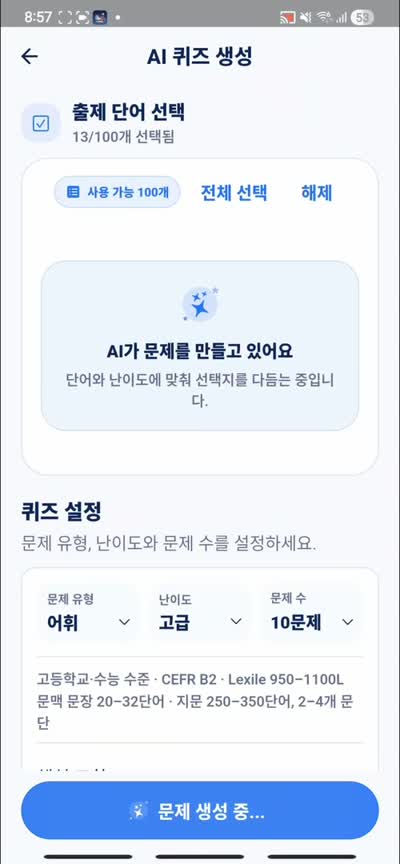 8:57
53
AI 퀴즈 생성
출제 단어 선택
13/100개 선택됨
사용 가능 100개 전체 선택 해제
AI가 문제를 만들고 있어요
단어와 난이도에 맞춰 선택지를 다듬는 중입니
다.
퀴즈 설정
문제 유형, 난이도와 문제 수를 설정하세요.
문제 유형 난이도 문제 수
어휘 고급 10문제
고등학교·수능 수준 · CEFR B2 · Lexile 950–1100L
문맥 문장 20–32단어 · 지문 250–350단어, 2–4개 문
단
문제 생성 중...